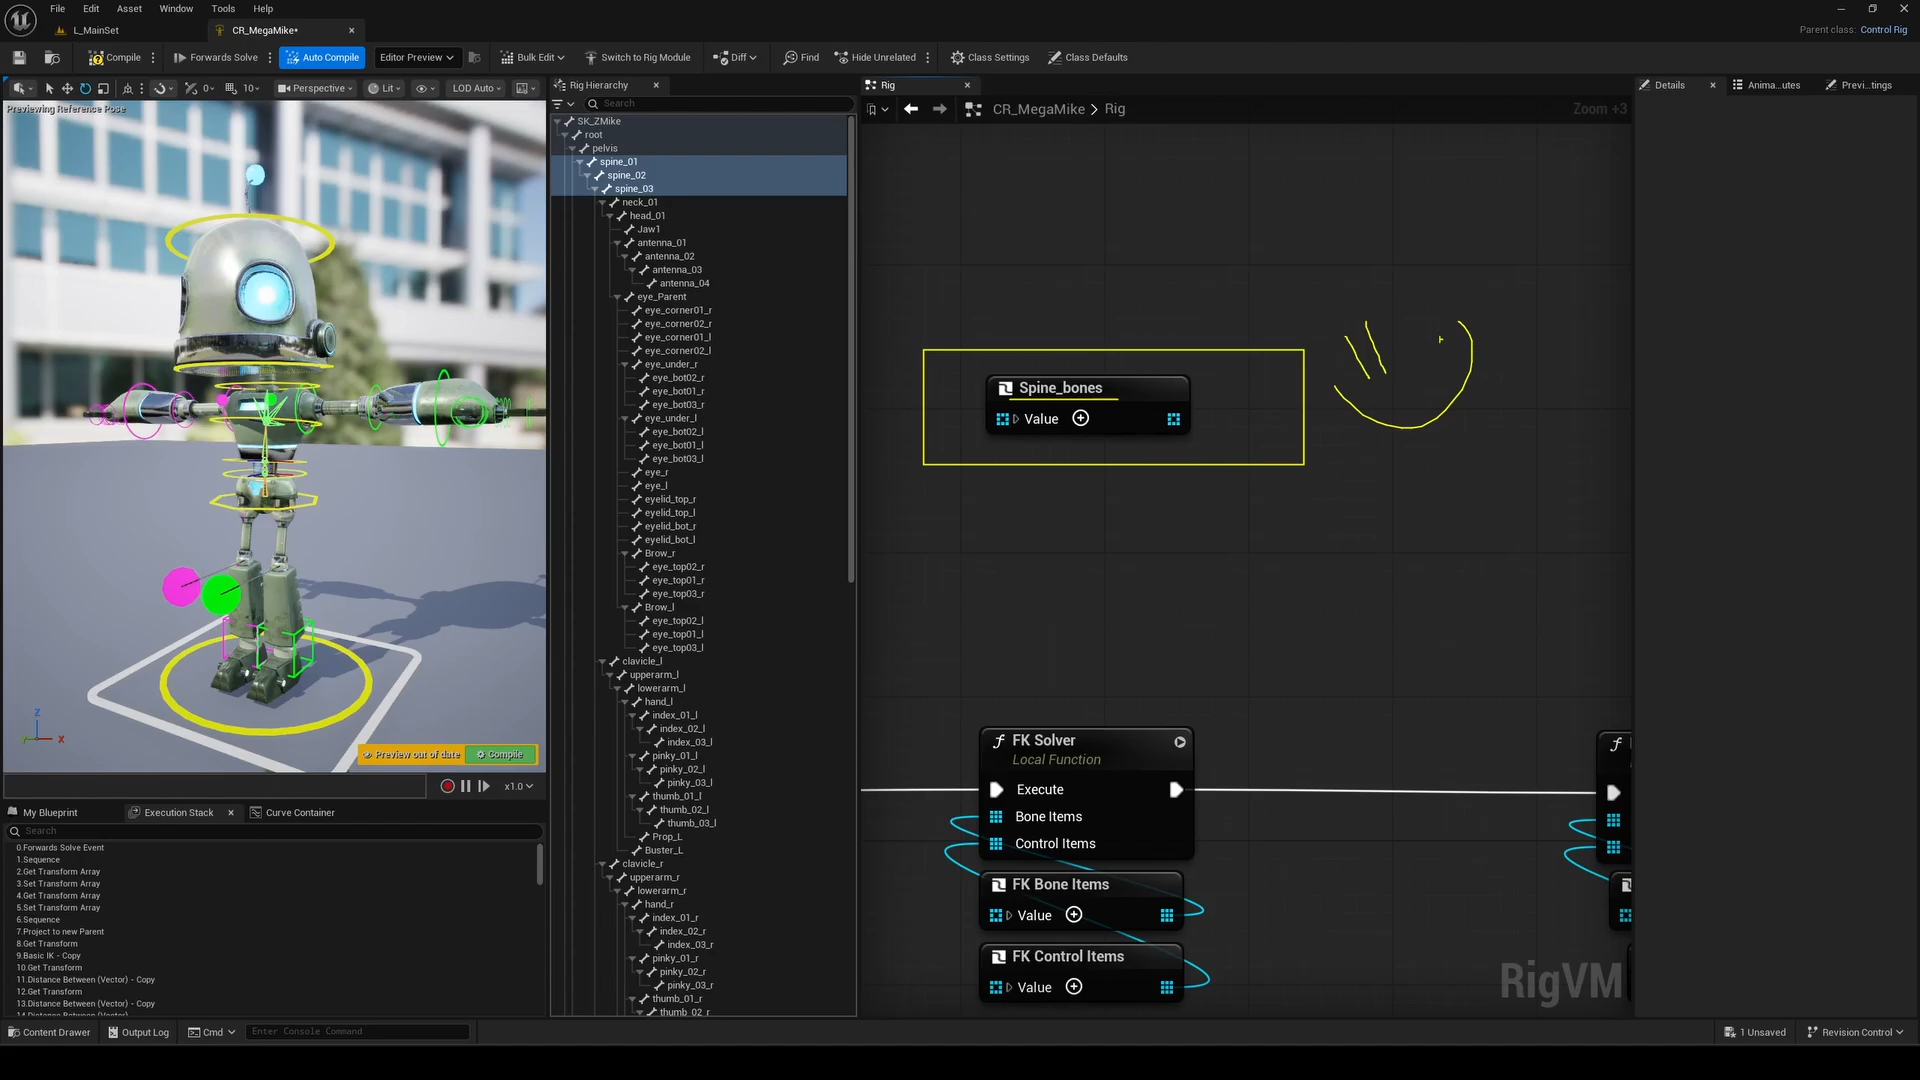 File Edit Asset Window Tools Help
L_MainSet
CR_MegaMike•
Parent class: Control Rig
Compile
Forwards Solve
Auto Compile
Editor Preview
Bulk Edit
Switch to Rig Module
Diff
Find
Hide Unrelated
Class Settings
Class Defaults
0
10
Perspective
Lit
LOD Auto
Previewing Reference Pose
Rig Hierarchy
Search
SK_ZMike
root
pelvis
spine_01
spine_02
spine_03
neck_01
head_01
Jaw1
antenna_01
antenna_02
antenna_03
antenna_04
eye_Parent
eye_corner01_r
eye_corner02_r
eye_corner01_l
eye_corner02_l
eye_under_r
eye_bot02_r
eye_bot01_r
eye_bot03_r
eye_under_l
eye_bot02_l
eye_bot01_l
eye_bot03_l
eye_r
eye_l
eyelid_top_r
eyelid_top_l
eyelid_bot_r
eyelid_bot_l
Brow_r
eye_top02_r
eye_top01_r
eye_top03_r
Brow_l
eye_top02_l
eye_top01_l
eye_top03_l
clavicle_l
upperarm_l
lowerarm_l
hand_l
index_01_l
index_02_l
index_03_l
pinky_01_l
pinky_02_l
pinky_03_l
thumb_01_l
thumb_02_l
thumb_03_l
Prop_L
Buster_L
clavicle_r
upperarm_r
lowerarm_r
hand_r
index_01_r
index_02_r
index_03_r
pinky_01_r
pinky_02_r
pinky_03_r
thumb_01_r
thumb_02_r
Rig
CR_MegaMike > Rig
Zoom +3
Spine_bones
Value
FK Solver
Local Function
Execute
Bone Items
Control Items
FK Bone Items
Value
FK Control Items
Value
RigVM
Details
Anima...utes
Previ...tings
Z
X
Preview out of date
Compile
x1.0
My Blueprint
Execution Stack
Curve Container
Search
0.Forwards Solve Event
1.Sequence
2.Get Transform Array
3.Set Transform Array
4.Get Transform Array
5.Set Transform Array
6.Sequence
7.Project to new Parent
8.Get Transform
9.Basic IK - Copy
10.Get Transform
11.Distance Between (Vector) - Copy
12.Get Transform
13.Distance Between (Vector) - Copy
14.Distance Between (Vector) - Copy
Content Drawer
Output Log
Cmd
Enter Console Command
1 Unsaved
Revision Control